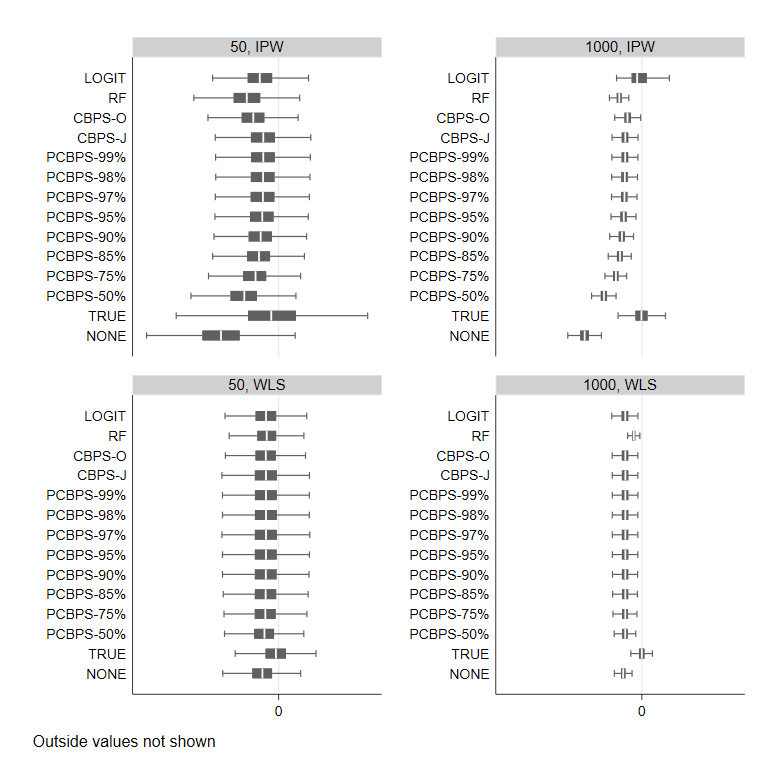 50, IPW
LOGIT
RF
CBPS-O
CBPS-J
PCBPS-99%
PCBPS-98%
PCBPS-97%
PCBPS-95%
PCBPS-90%
PCBPS-85%
PCBPS-75%
PCBPS-50%
TRUE
NONE
1000, IPW
LOGIT
RF
CBPS-O
CBPS-J
PCBPS-99%
PCBPS-98%
PCBPS-97%
PCBPS-95%
PCBPS-90%
PCBPS-85%
PCBPS-75%
PCBPS-50%
TRUE
NONE
50, WLS
LOGIT
RF
CBPS-O
CBPS-J
PCBPS-99%
PCBPS-98%
PCBPS-97%
PCBPS-95%
PCBPS-90%
PCBPS-85%
PCBPS-75%
PCBPS-50%
TRUE
NONE
0
1000, WLS
LOGIT
RF
CBPS-O
CBPS-J
PCBPS-99%
PCBPS-98%
PCBPS-97%
PCBPS-95%
PCBPS-90%
PCBPS-85%
PCBPS-75%
PCBPS-50%
TRUE
NONE
0
Outside values not shown